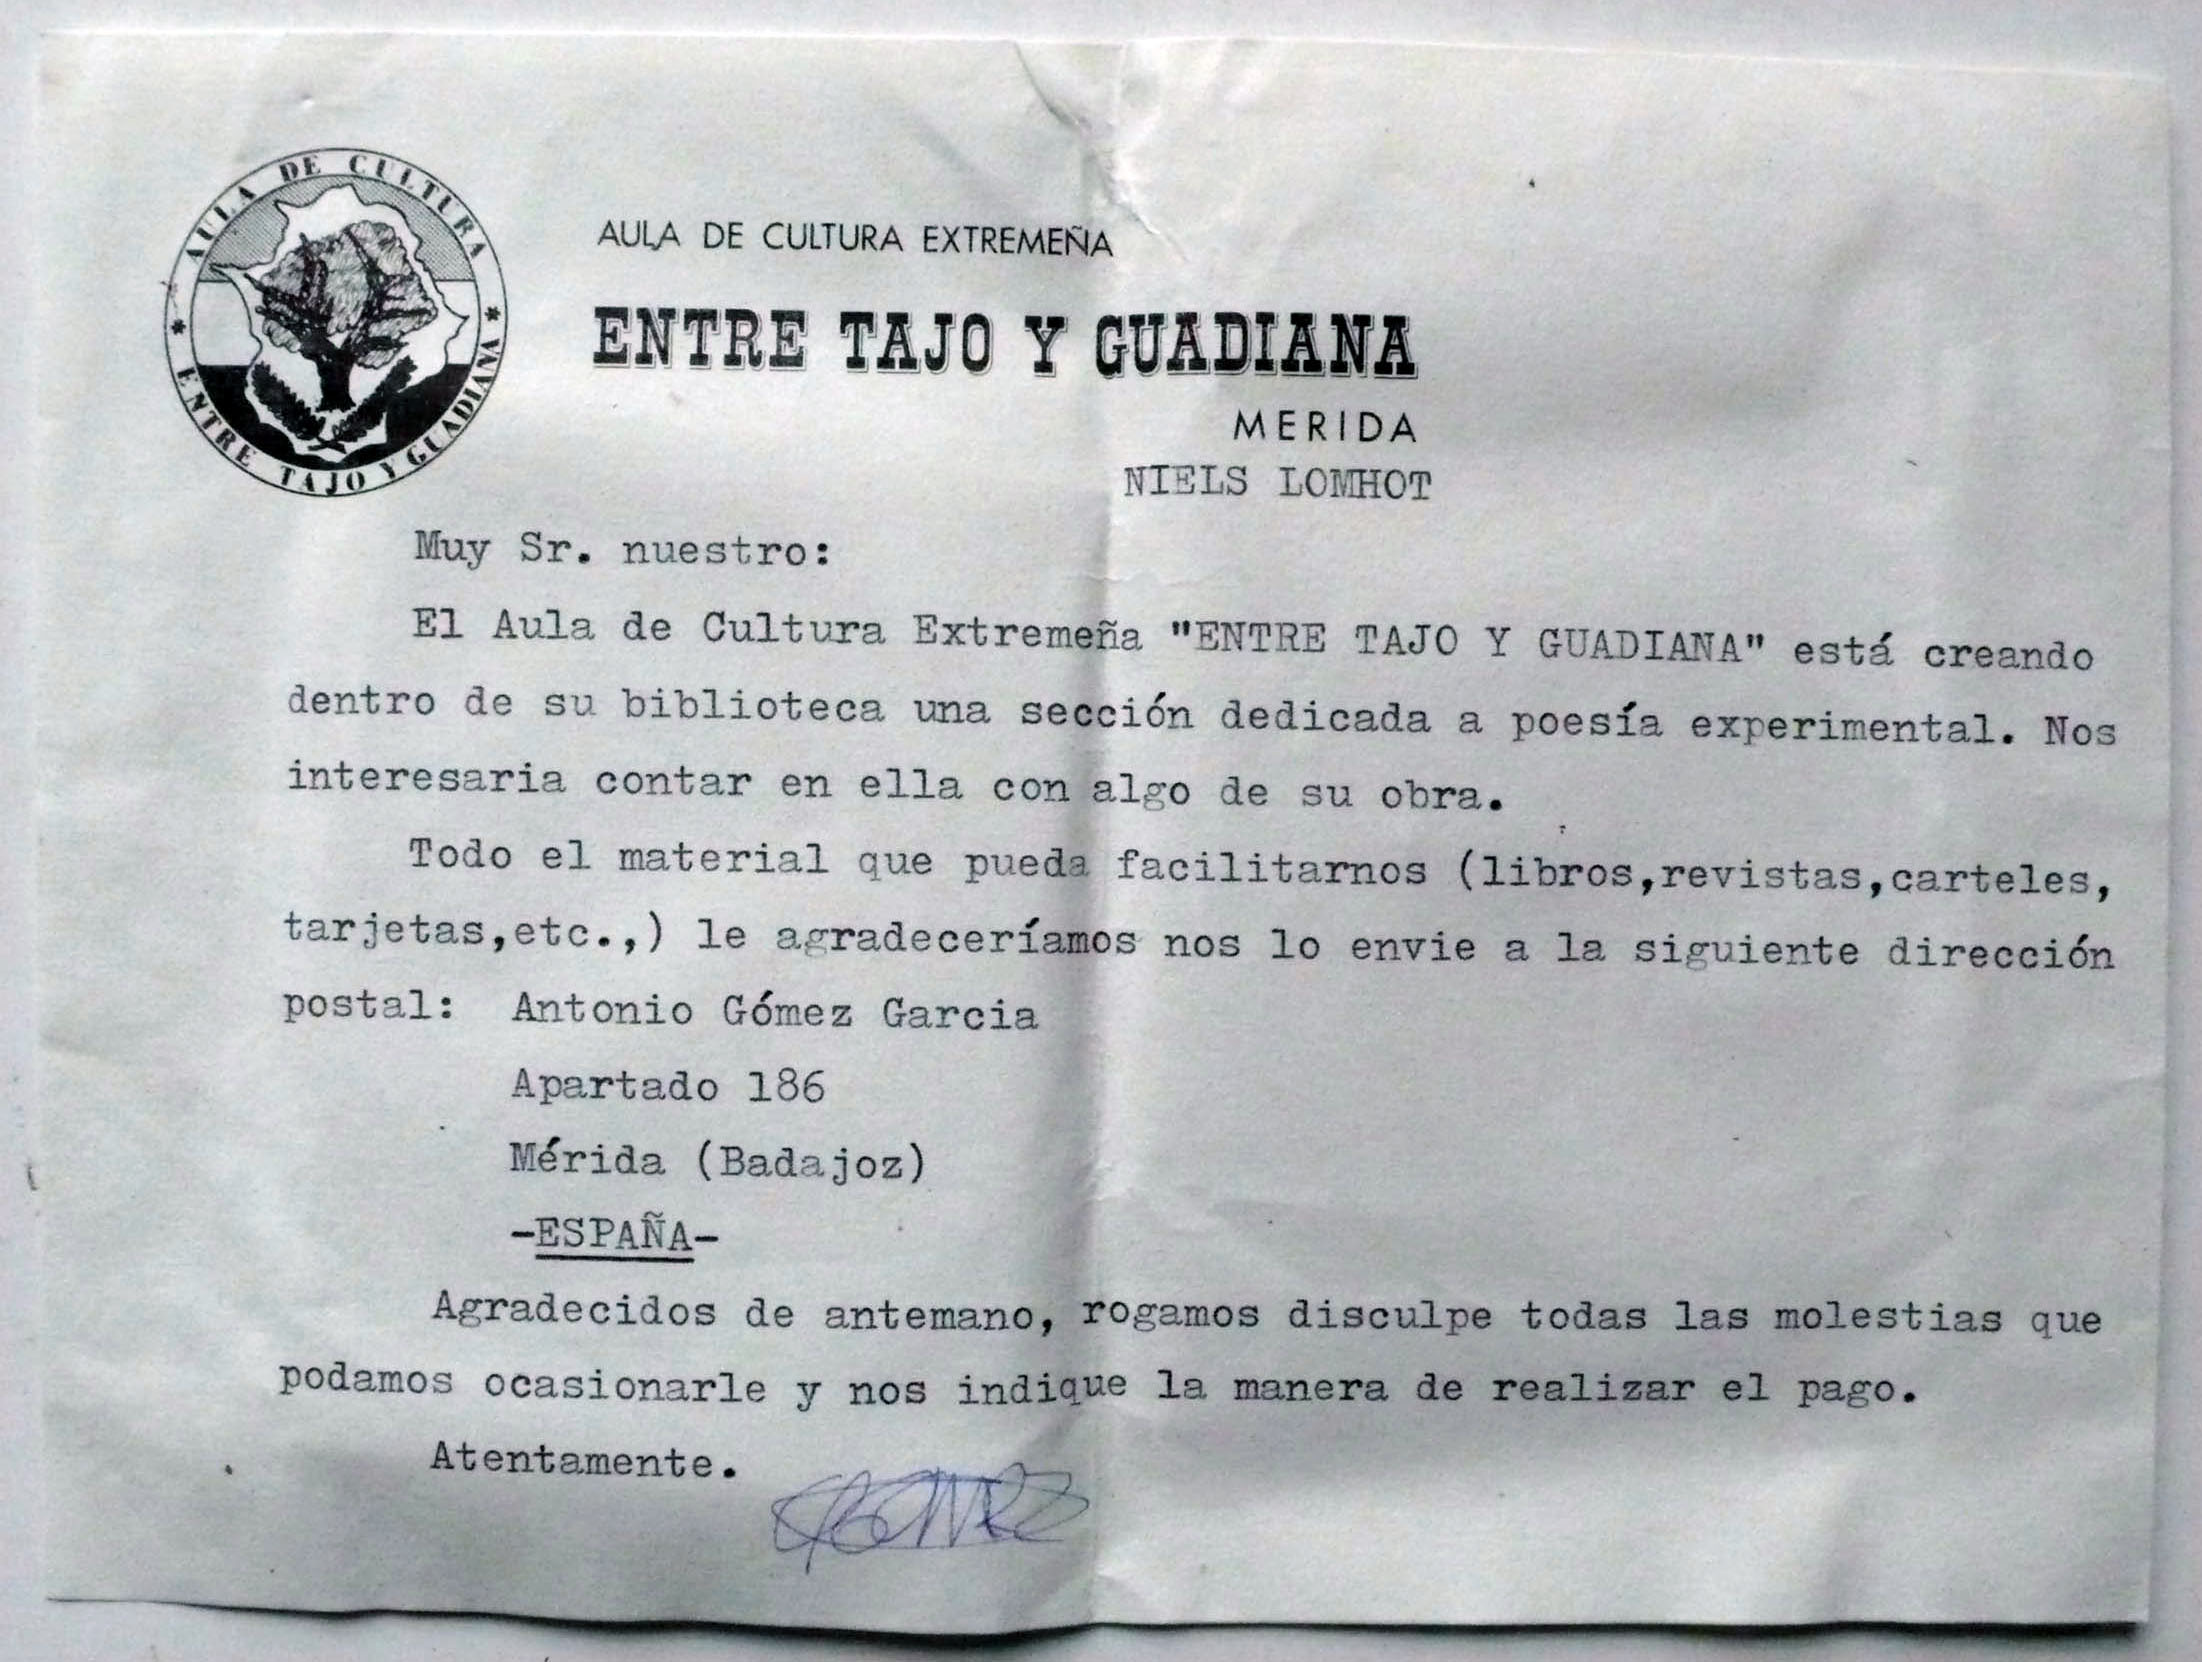 AULA DE CULTURA
* ENTRE TAJO Y GUADIANA *
AULA DE CULTURA EXTREMEÑA
ENTRE TAJO Y GUADIANA
MERIDA
NIELS LOMHOT
Muy Sr. nuestro:
El Aula de Cultura Extremeña "ENTRE TAJO Y GUADIANA" está creando
dentro de su biblioteca una sección dedicada a poesía experimental. Nos
interesaria contar en ella con algo de su obra.
Todo el material que pueda facilitarnos (libros,revistas,carteles,
tarjetas,etc.,) le agradeceríamos nos lo envie a la siguiente dirección
postal: Antonio Gómez Garcia
Apartado 186
Mérida (Badajoz)
-ESPAÑA-
Agradecidos de antemano, rogamos disculpe todas las molestias que
podamos ocasionarle y nos indique la manera de realizar el pago.
Atentamente.